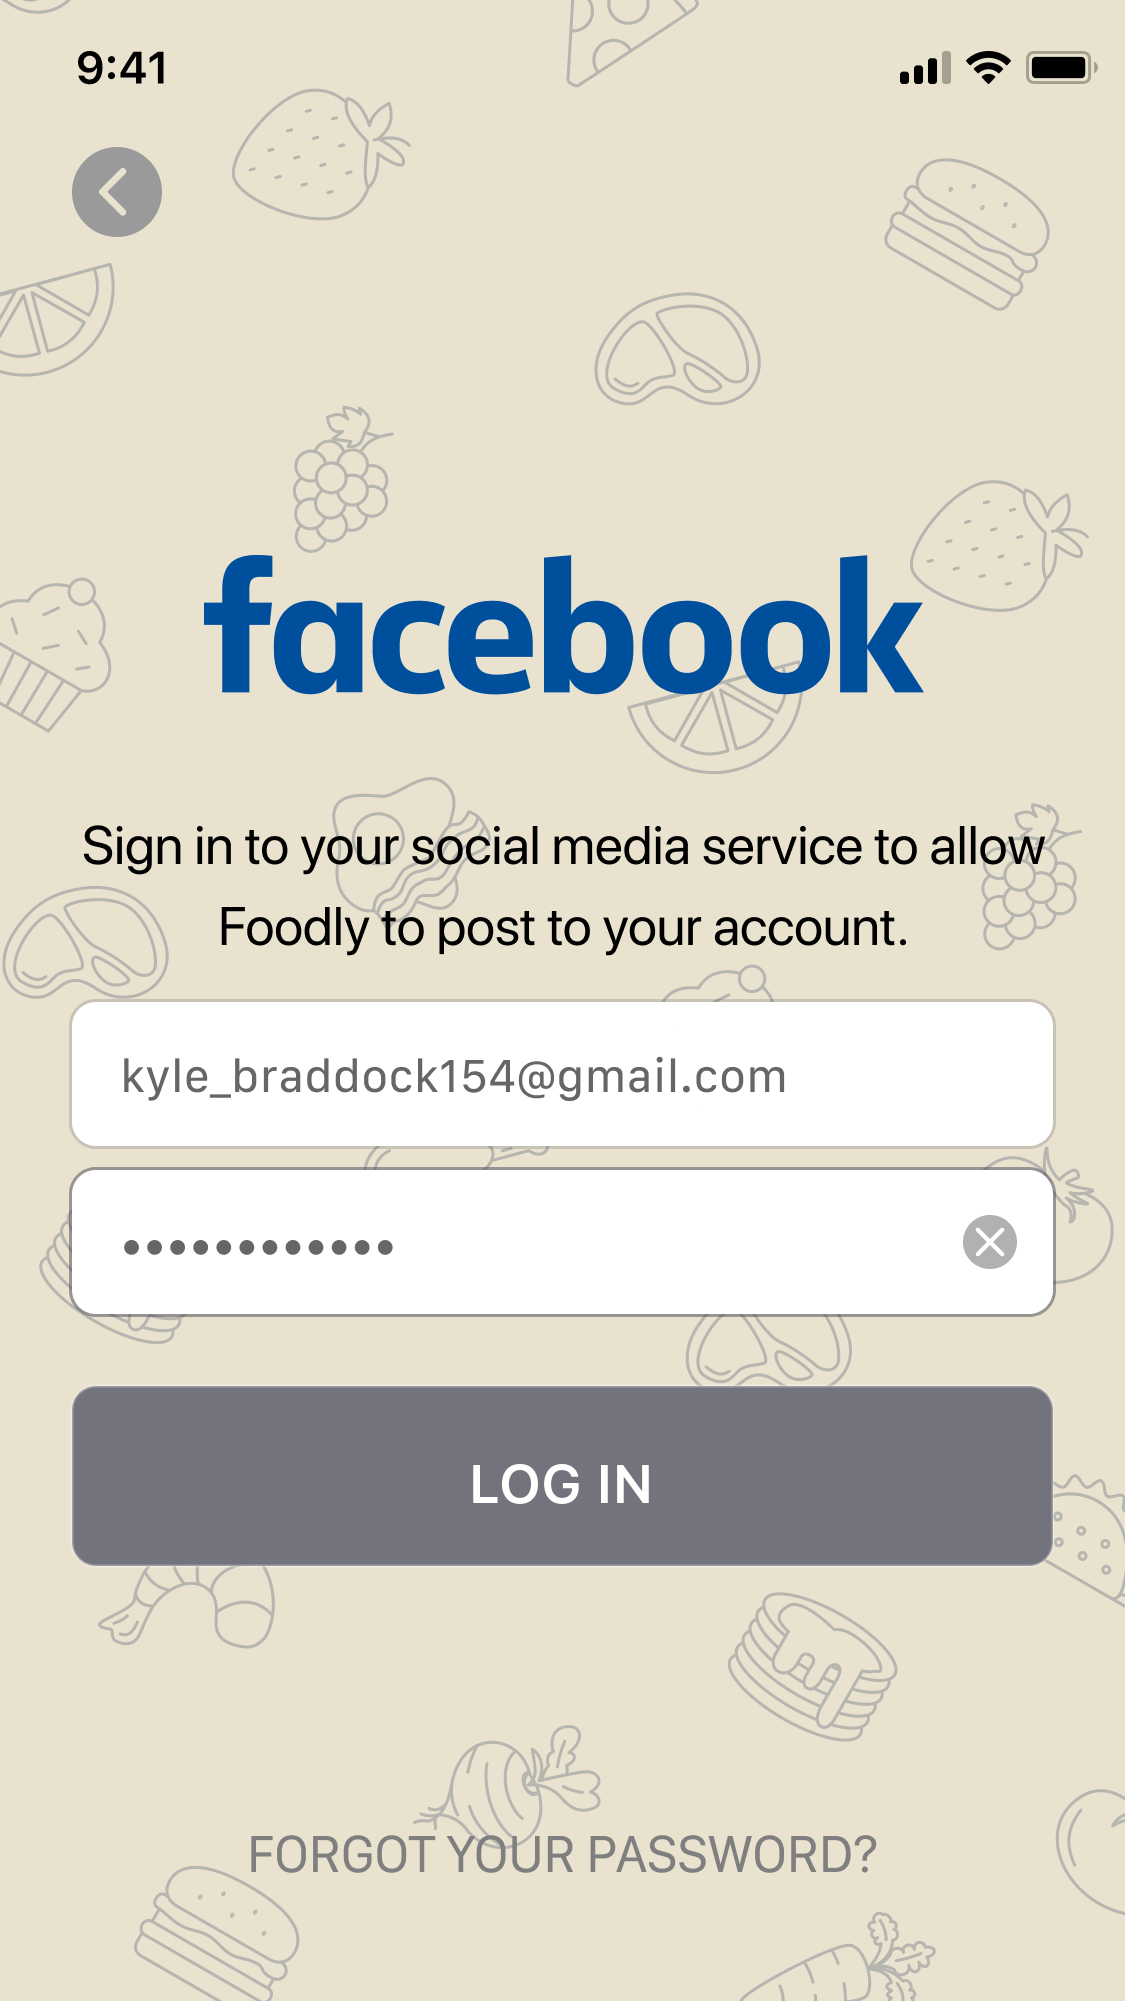 9:41
facebook
Sign in to your social media service to allow
Foodly to post to your account.
kyle_braddock154@gmail.com
••••••••••••
LOG IN
FORGOT YOUR PASSWORD?